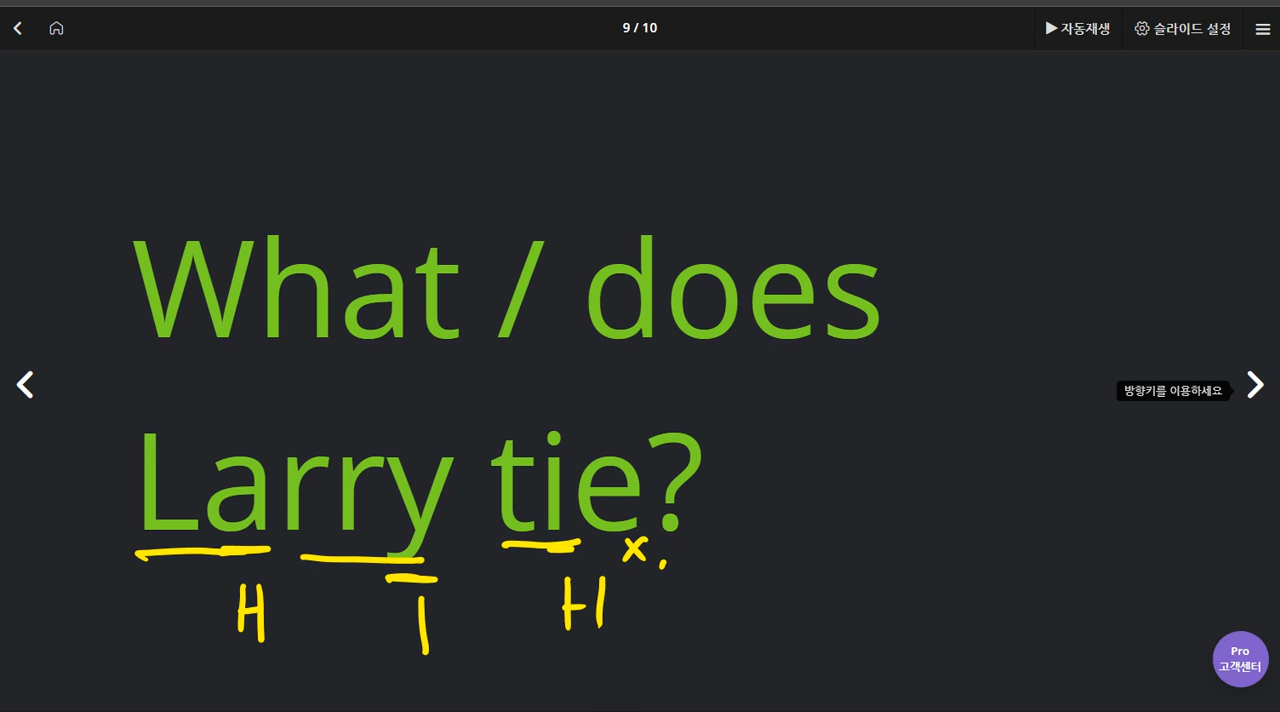 9 / 10
▶ 자동재생
슬라이드 설정
What / does
방향키를 이용하세요
Larry tie?
x
H
Pro
고객센터